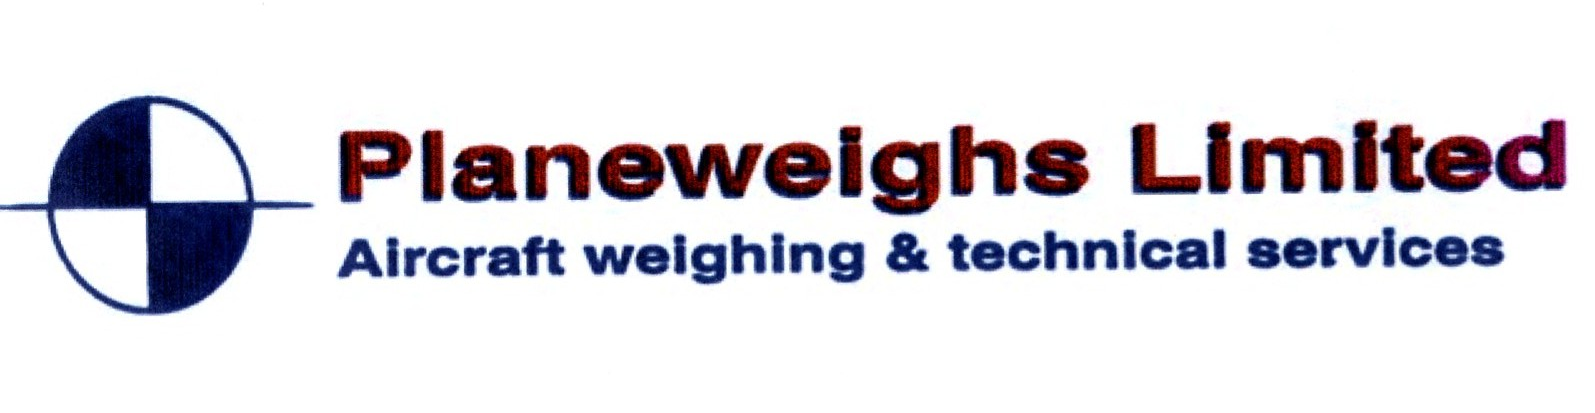 Planeweighs Limited
Aircraft weighing & technical services